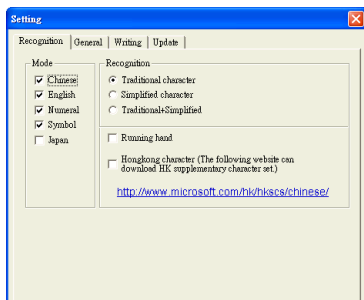 Setting
Recognition General Writing Update
Mode
Chinese
English
Numeral
Symbol
Japan
Recognition
Traditional character
Simplified character
Traditional+Simplified
Running hand
Hongkong character (The following website can
download HK supplementary character set.)
http://www.microsoft.com/hk/hkscs/chinese/